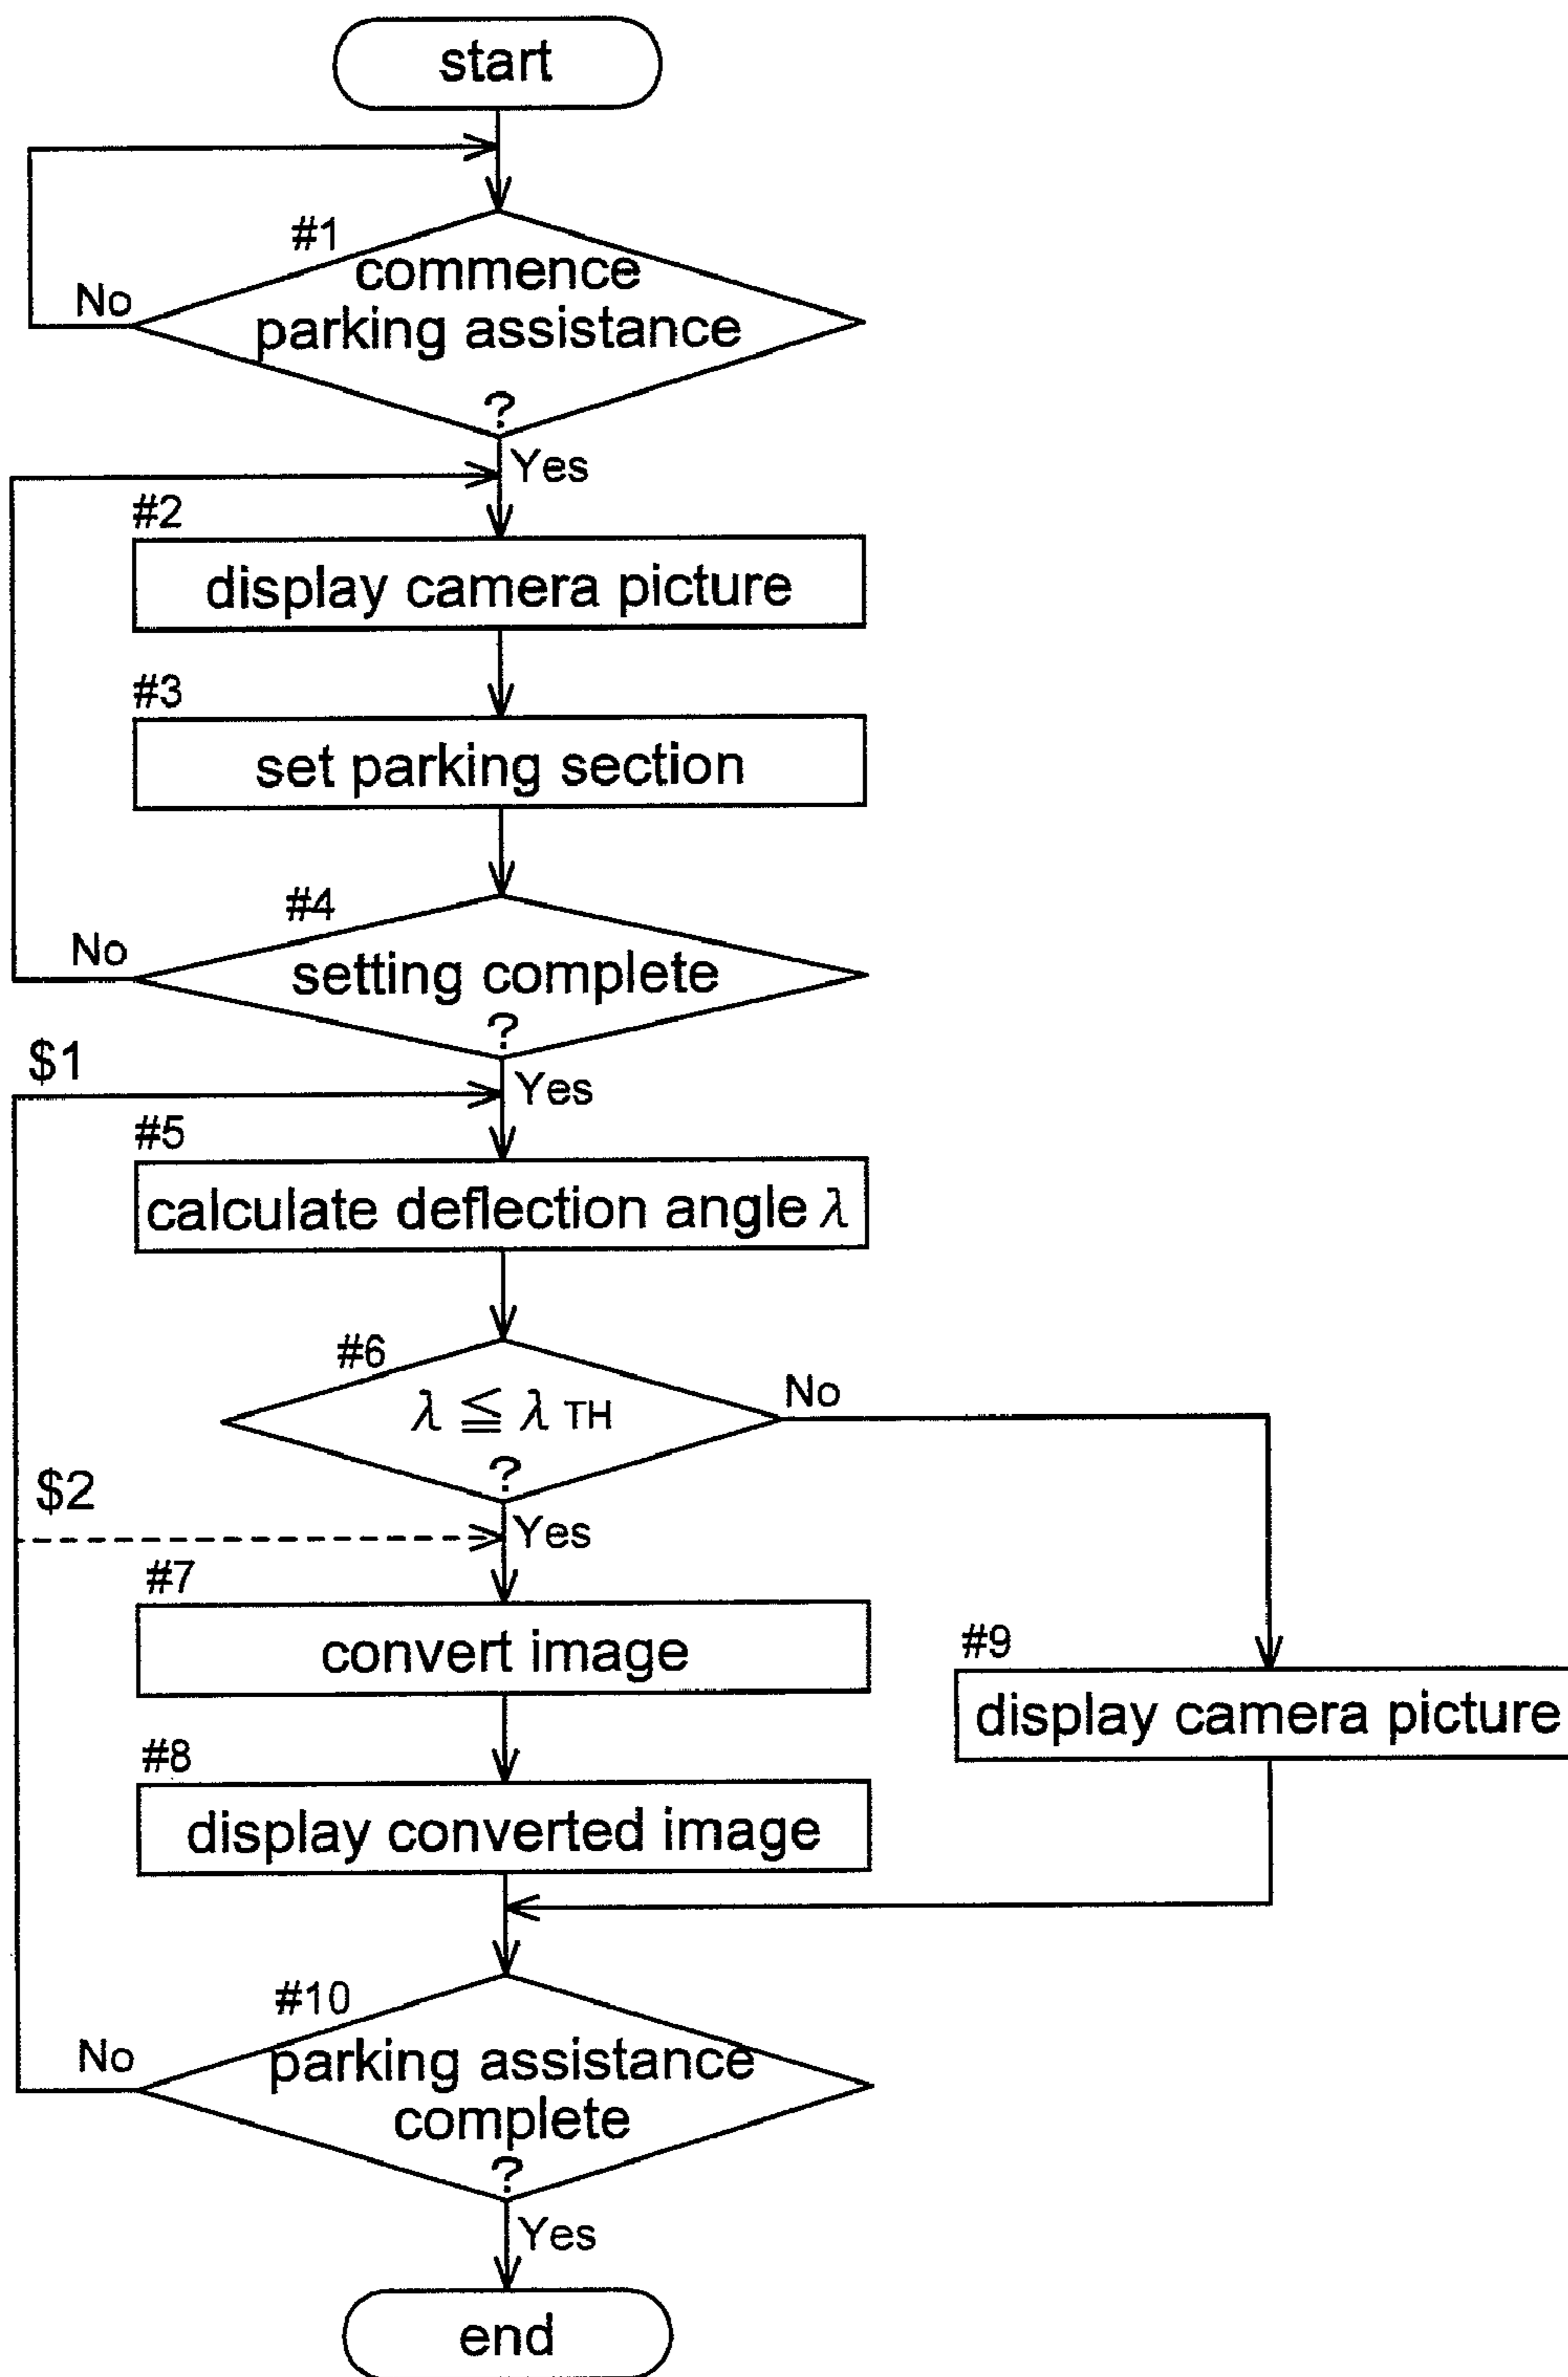 start
#1
commence
parking assistance
?
No
Yes
#2
display camera picture
#3
set parking section
#4
setting complete
?
No
Yes
$1
#5
calculate deflection angle λ
#6
λ ≦ λ TH
?
No
Yes
$2
#7
convert image
#9
display camera picture
#8
display converted image
#10
parking assistance
complete
?
No
Yes
end